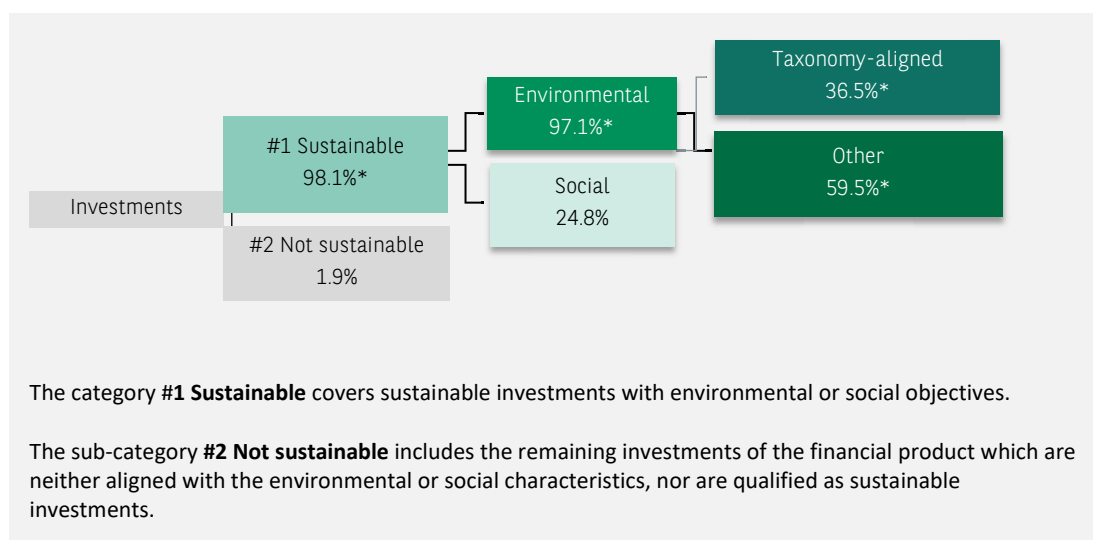 Investments
#1 Sustainable
98.1%*
#2 Not sustainable
1.9%
Environmental
97.1%*
Social
24.8%
Taxonomy-aligned
36.5%*
Other
59.5%*
The category #1 Sustainable covers sustainable investments with environmental or social objectives.
The sub-category #2 Not sustainable includes the remaining investments of the financial product which are
neither aligned with the environmental or social characteristics, nor are qualified as sustainable
investments.